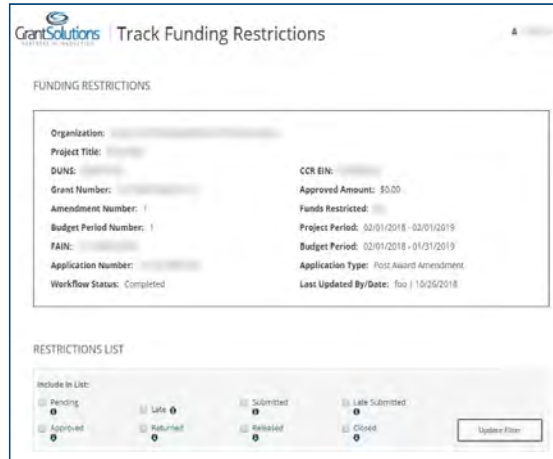 GrantSolutions Track Funding Restrictions
PARTNERS IN INNOVATION
FUNDING RESTRICTIONS
Organization:
Project Title:
DUNS: CCR EIN:
Grant Number: Approved Amount: $0.00
Amendment Number: 1 Funds Restricted:
Budget Period Number: 1 Project Period: 02/01/2018 - 02/01/2019
FAIN: Budget Period: 02/01/2018 - 01/31/2019
Application Number: Application Type: Post Award Amendment
Workflow Status: Completed Last Updated By/Date: foo | 10/26/2018
RESTRICTIONS LIST
Include in List:
Pending Late Submitted Late Submitted
Approved Returned Released Closed Update Filter